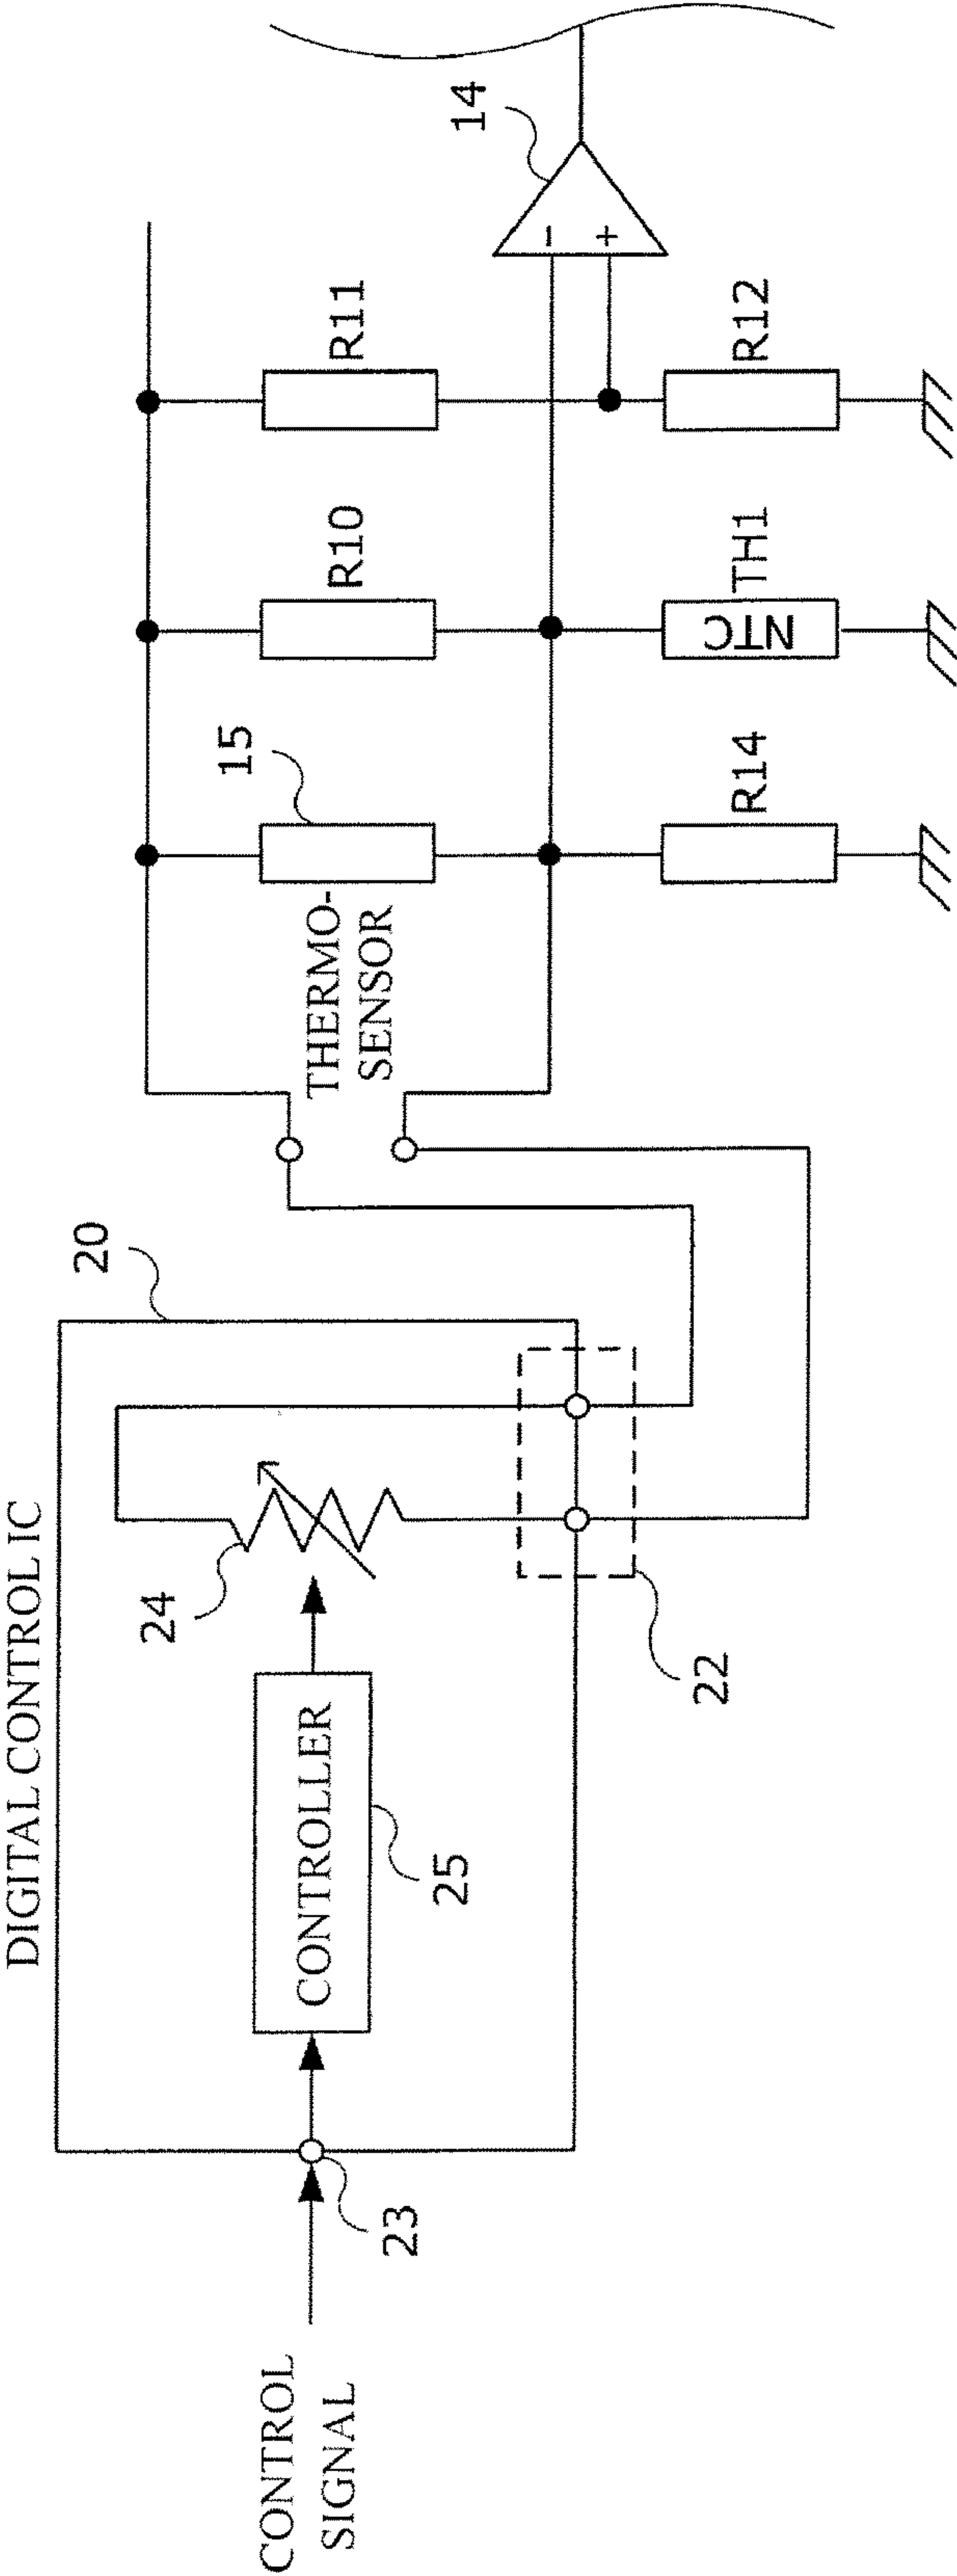 DIGITAL CONTROL IC
20
24
CONTROLLER
25
22
23
CONTROL
SIGNAL
THERMO-
SENSOR
15
R10
R11
14
-
+
R14
NTC
TH1
R12